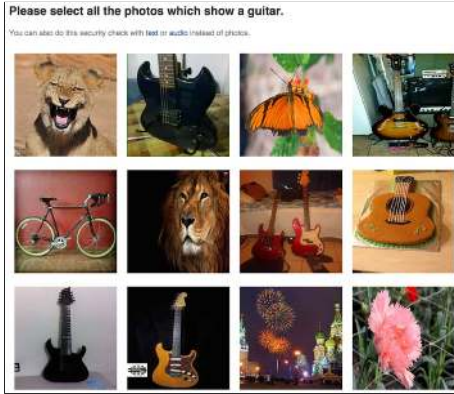 Please select all the photos which show a guitar.
You can also do this security check with text or audio instead of photos.